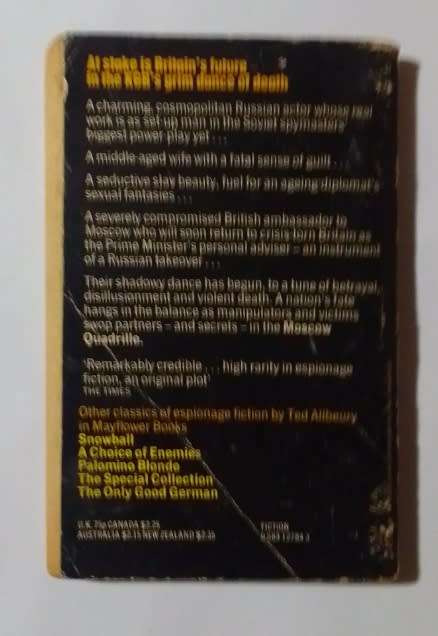 At stake is Britain's future
in the KGB's grim dance of death
A charming, cosmopolitan Russian actor whose real
work is as set-up man in the Soviet spymasters'
biggest power-play yet . . .
A middle-aged wife with a fatal sense of guilt . . .
A seductive slav beauty, fuel for an ageing diplomat's
sexual fantasies . . .
A severely compromised British ambassador to
Moscow who will soon return to crisis-torn Britain as
the Prime Minister's personal adviser – an instrument
of a Russian takeover . . .
Their shadowy dance has begun, to a tune of betrayal,
disillusionment and violent death. A nation's fate
hangs in the balance as manipulators and victims
swop partners – and secrets – in the Moscow
Quadrille.
'Remarkably credible . . . high rarity in espionage
fiction, an original plot'
THE TIMES
Other classics of espionage fiction by Ted Allbeury
in Mayflower Books
Snowball
A Choice of Enemies
Palomino Blonde
The Special Collection
The Only Good German
U.K. CANADA $2.25
AUSTRALIA NEW ZEALAND
FICTION